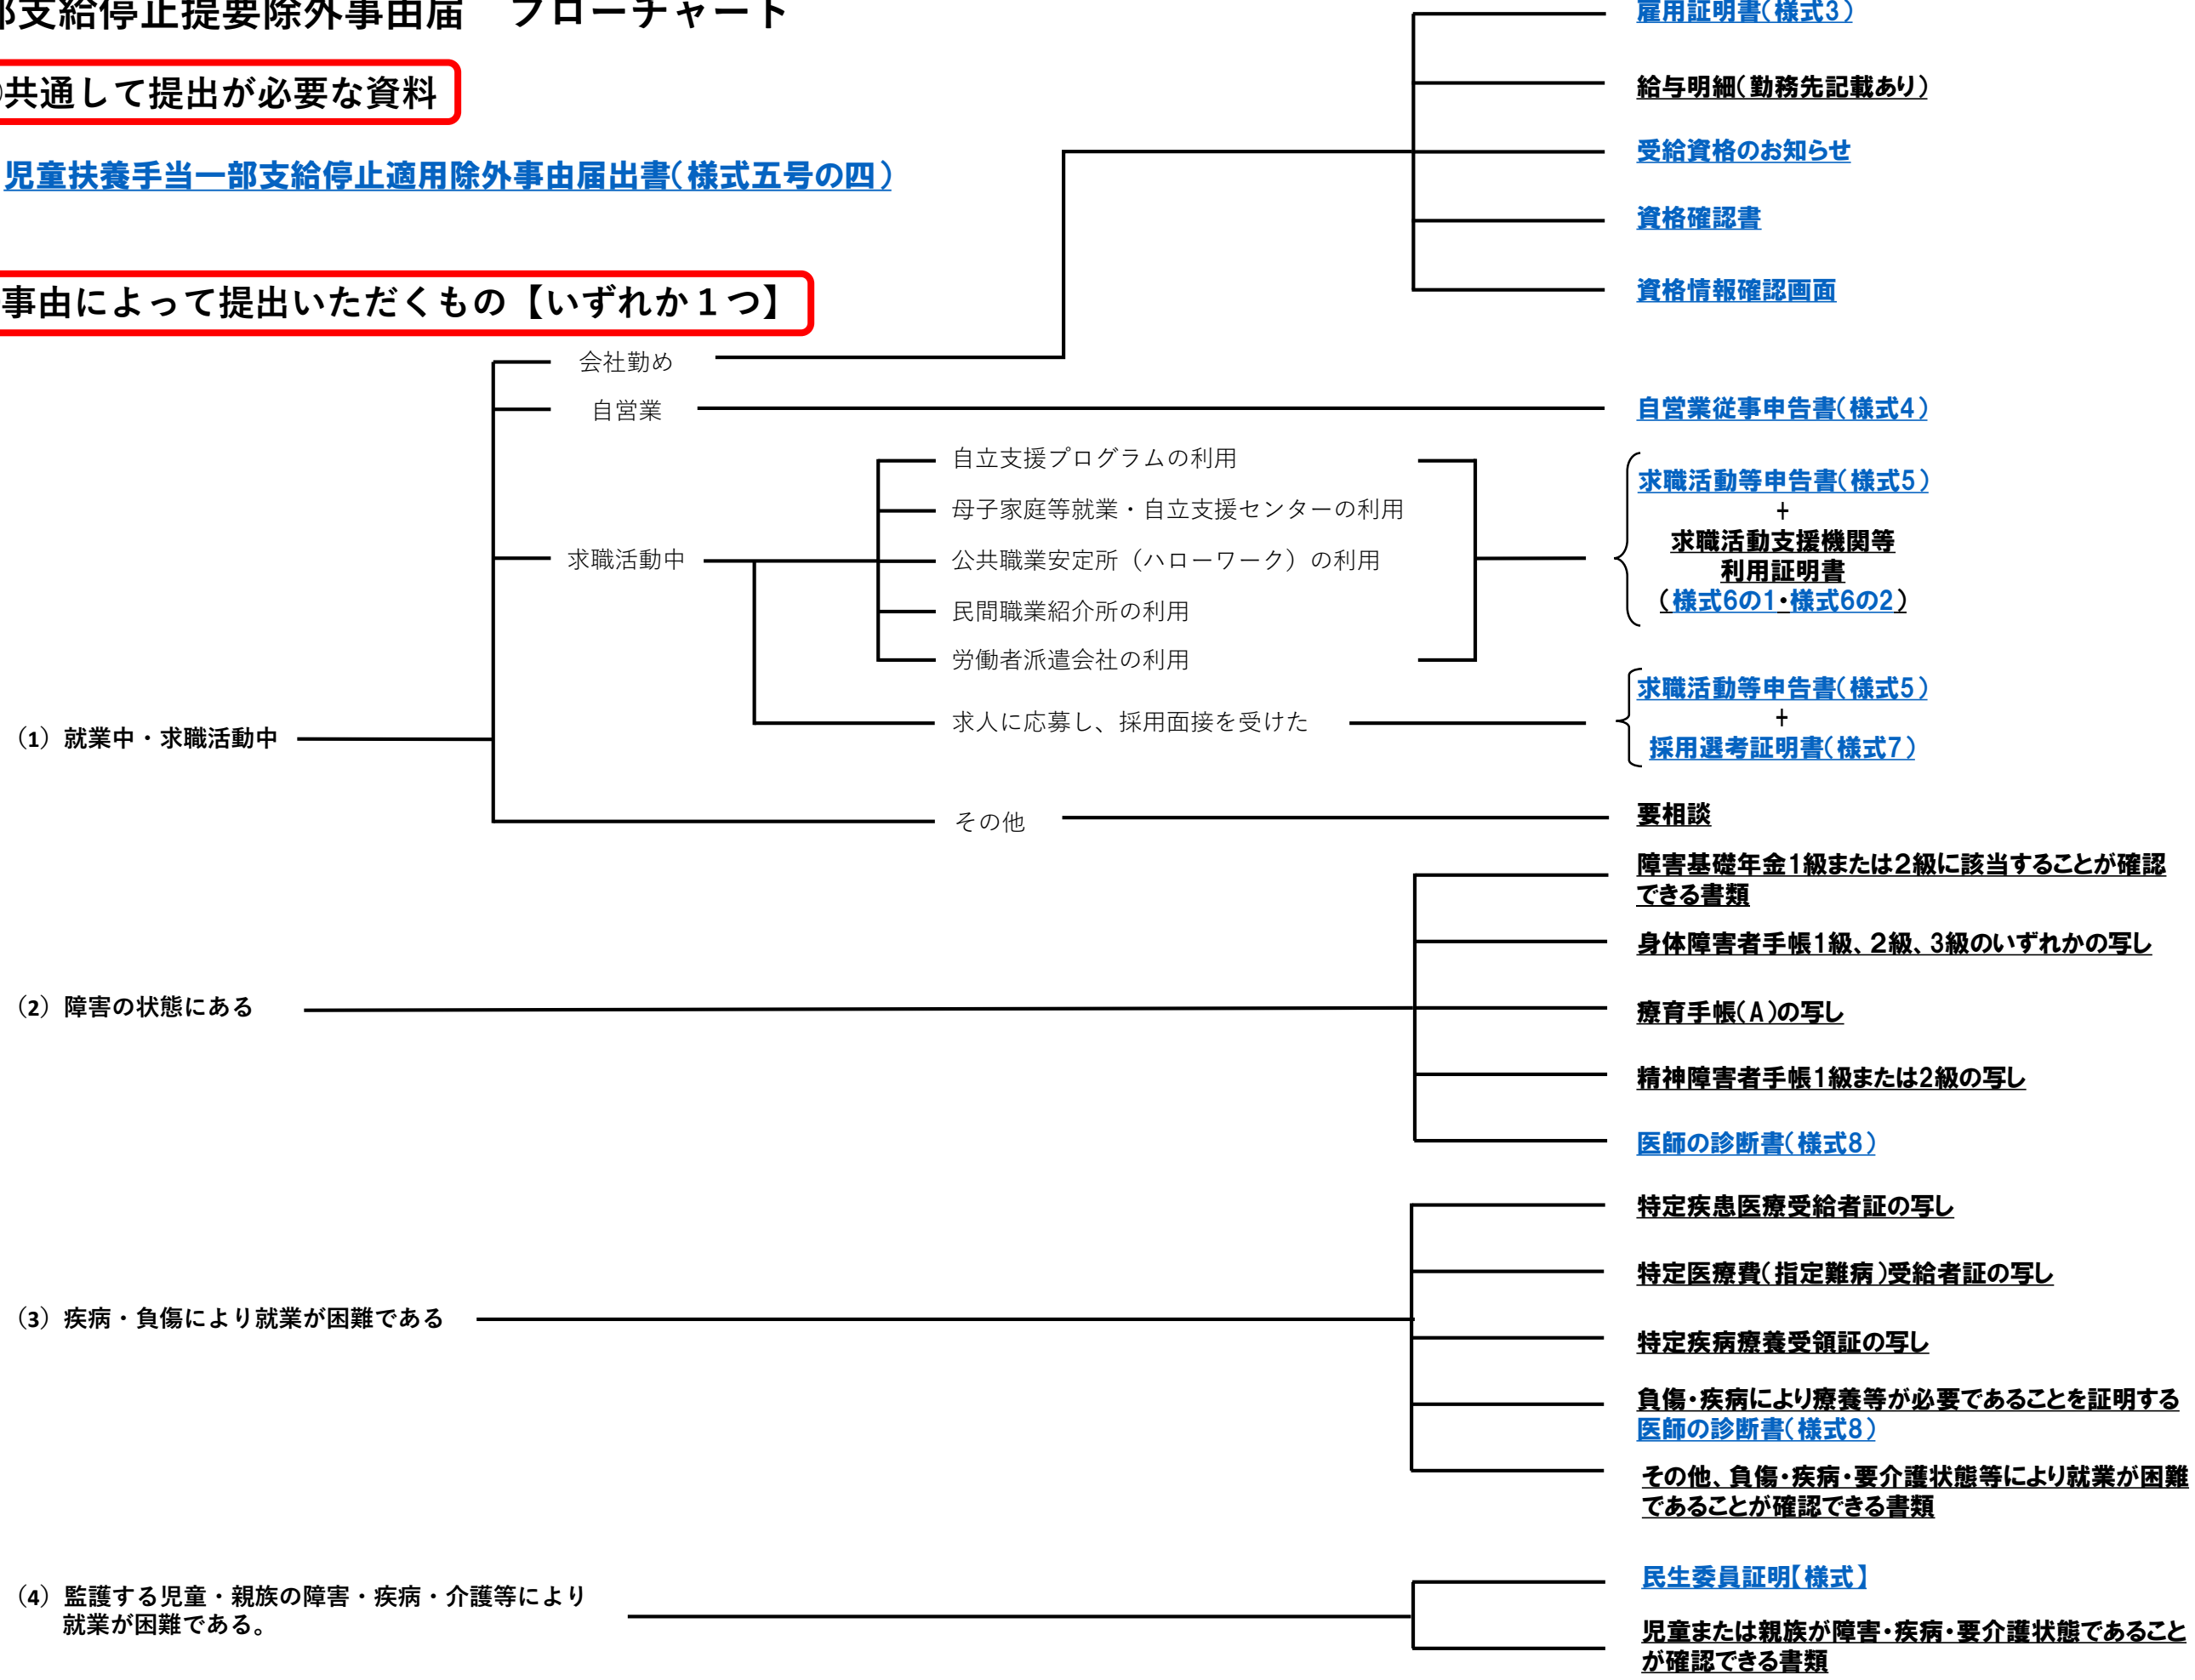 部支給停止提要除外事由届　フローチャート
共通して提出が必要な資料
児童扶養手当一部支給停止適用除外事由届出書(様式五号の四)
事由によって提出いただくもの【いずれか１つ】
雇用証明書(様式3)
給与明細(勤務先記載あり)
受給資格のお知らせ
資格確認書
資格情報確認画面
会社勤め
自営業
自営業従事申告書(様式4)
自立支援プログラムの利用
母子家庭等就業・自立支援センターの利用
求職活動中
公共職業安定所（ハローワーク）の利用
民間職業紹介所の利用
労働者派遣会社の利用
求職活動等申告書(様式5)
+
求職活動支援機関等
利用証明書
(様式6の1・様式6の2)
求人に応募し、採用面接を受けた
求職活動等申告書(様式5)
+
採用選考証明書(様式7)
（1）就業中・求職活動中
その他
要相談
（2）障害の状態にある
障害基礎年金1級または2級に該当することが確認
できる書類
身体障害者手帳1級、2級、3級のいずれかの写し
療育手帳(A)の写し
精神障害者手帳1級または2級の写し
医師の診断書(様式8)
（3）疾病・負傷により就業が困難である
特定疾患医療受給者証の写し
特定医療費(指定難病)受給者証の写し
特定疾病療養受領証の写し
負傷・疾病により療養等が必要であることを証明する
医師の診断書(様式8)
その他、負傷・疾病・要介護状態等により就業が困難
であることが確認できる書類
（4）監護する児童・親族の障害・疾病・介護等により
就業が困難である。
民生委員証明【様式】
児童または親族が障害・疾病・要介護状態であること
が確認できる書類